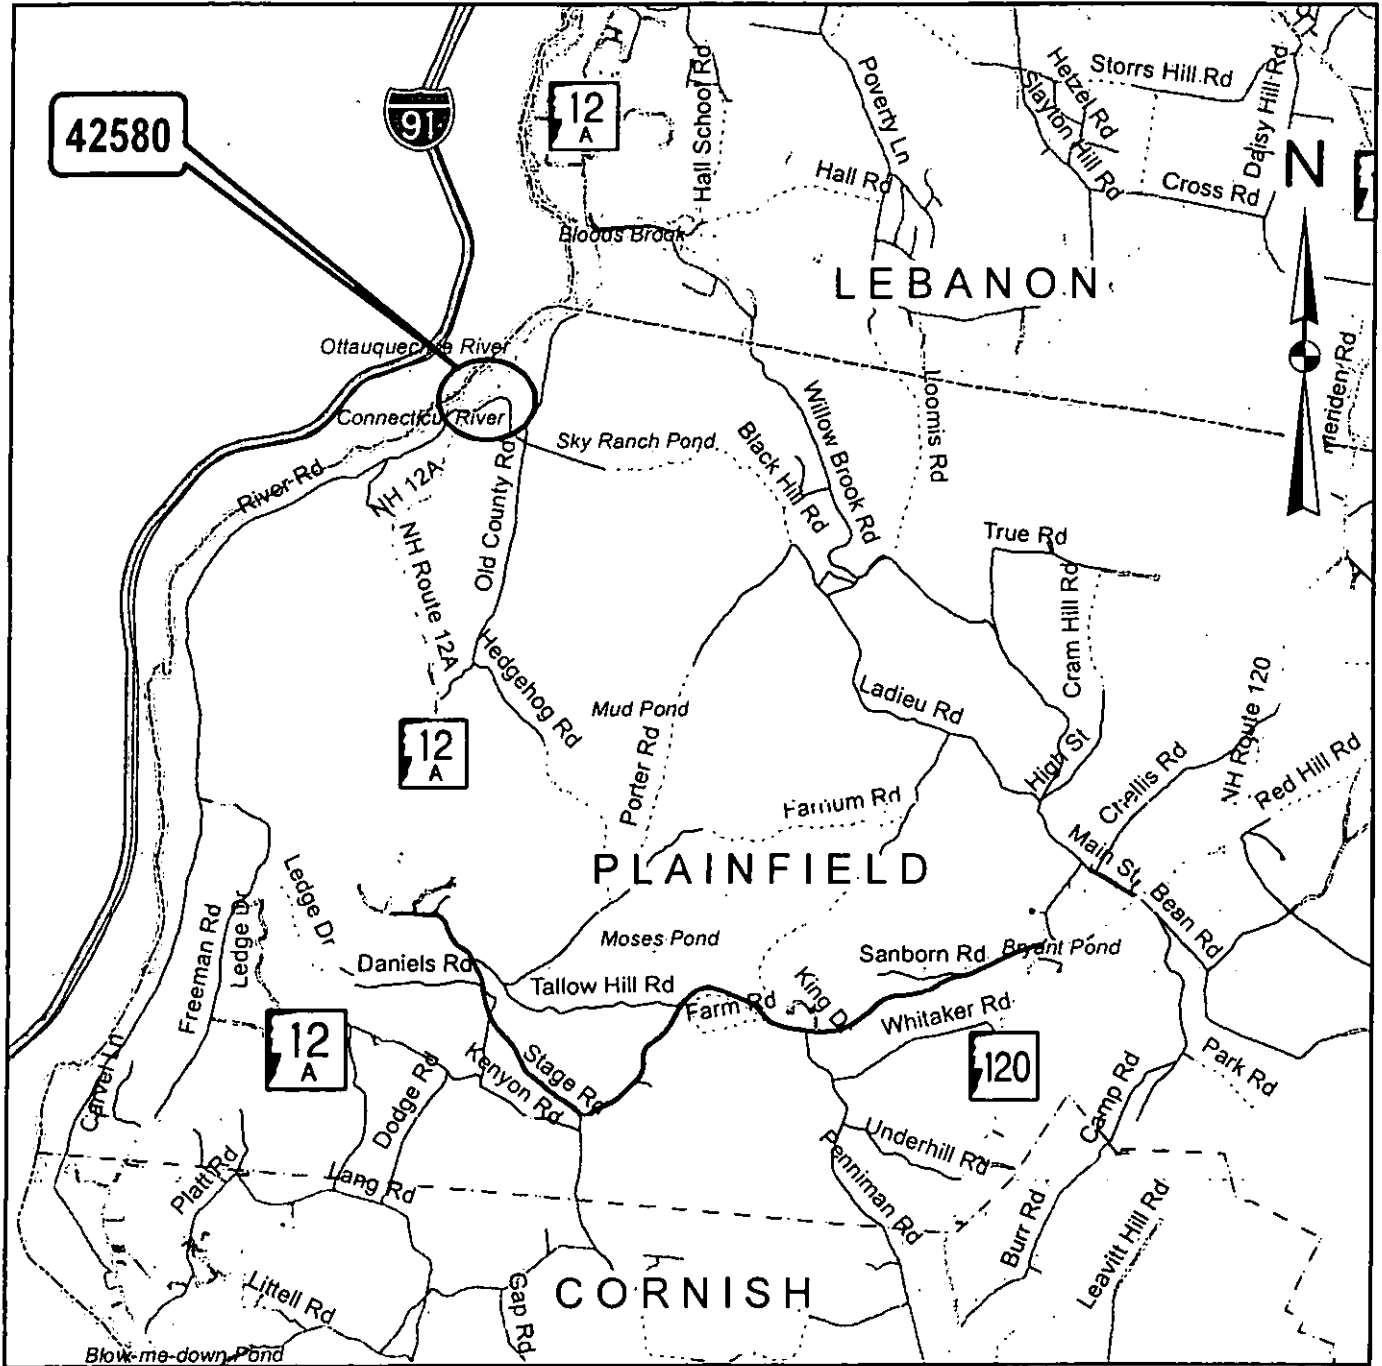 42580
91
12
A
Hall School Rd
Poverty Ln
Hetzel Rd
Slayton Hill Rd
Storrs Hill Rd
Daisy Hill Rd
N
Hall Rd
Cross Rd
Bloods Brook
LEBANON
Ottauquechee River
Connecticut River
Meriden Rd
Loomis Rd
Willow Brook Rd
Black Hill Rd
Sky Ranch Pond
River Rd
NH 12A
Old County Rd
NH Route 12A
True Rd
Cram Hill Rd
Hedgehog Rd
Mud Pond
Ladieu Rd
NH Route 120
12
A
Porter Rd
High St
Chellis Rd
Red Hill Rd
Farnum Rd
Main St
PLAINFIELD
Ledge Dr
Ledge Dr
Freeman Rd
Bean Rd
Moses Pond
Sanborn Rd
Bryant Pond
Daniels Rd
Tallow Hill Rd
Farm Rd
King Dr
Whitaker Rd
12
A
Carvel Ln
Dodge Rd
Kenyon Rd
Stage Rd
120
Camp Rd
Park Rd
Underhill Rd
Penniman Rd
Platt Rd
Lang Rd
Burr Rd
Leavitt Hill Rd
Littell Rd
Gap Rd
CORNISH
Blow-me-down Pond